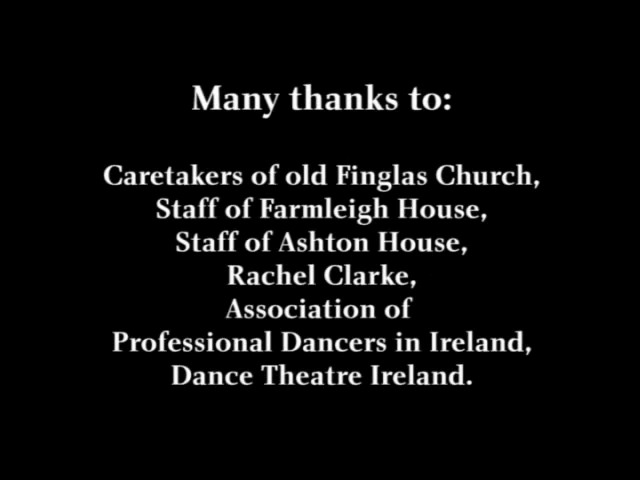 Many thanks to:
Caretakers of old Finglas Church,
Staff of Farmleigh House,
Staff of Ashton House,
Rachel Clarke,
Association of
Professional Dancers in Ireland,
Dance Theatre Ireland.